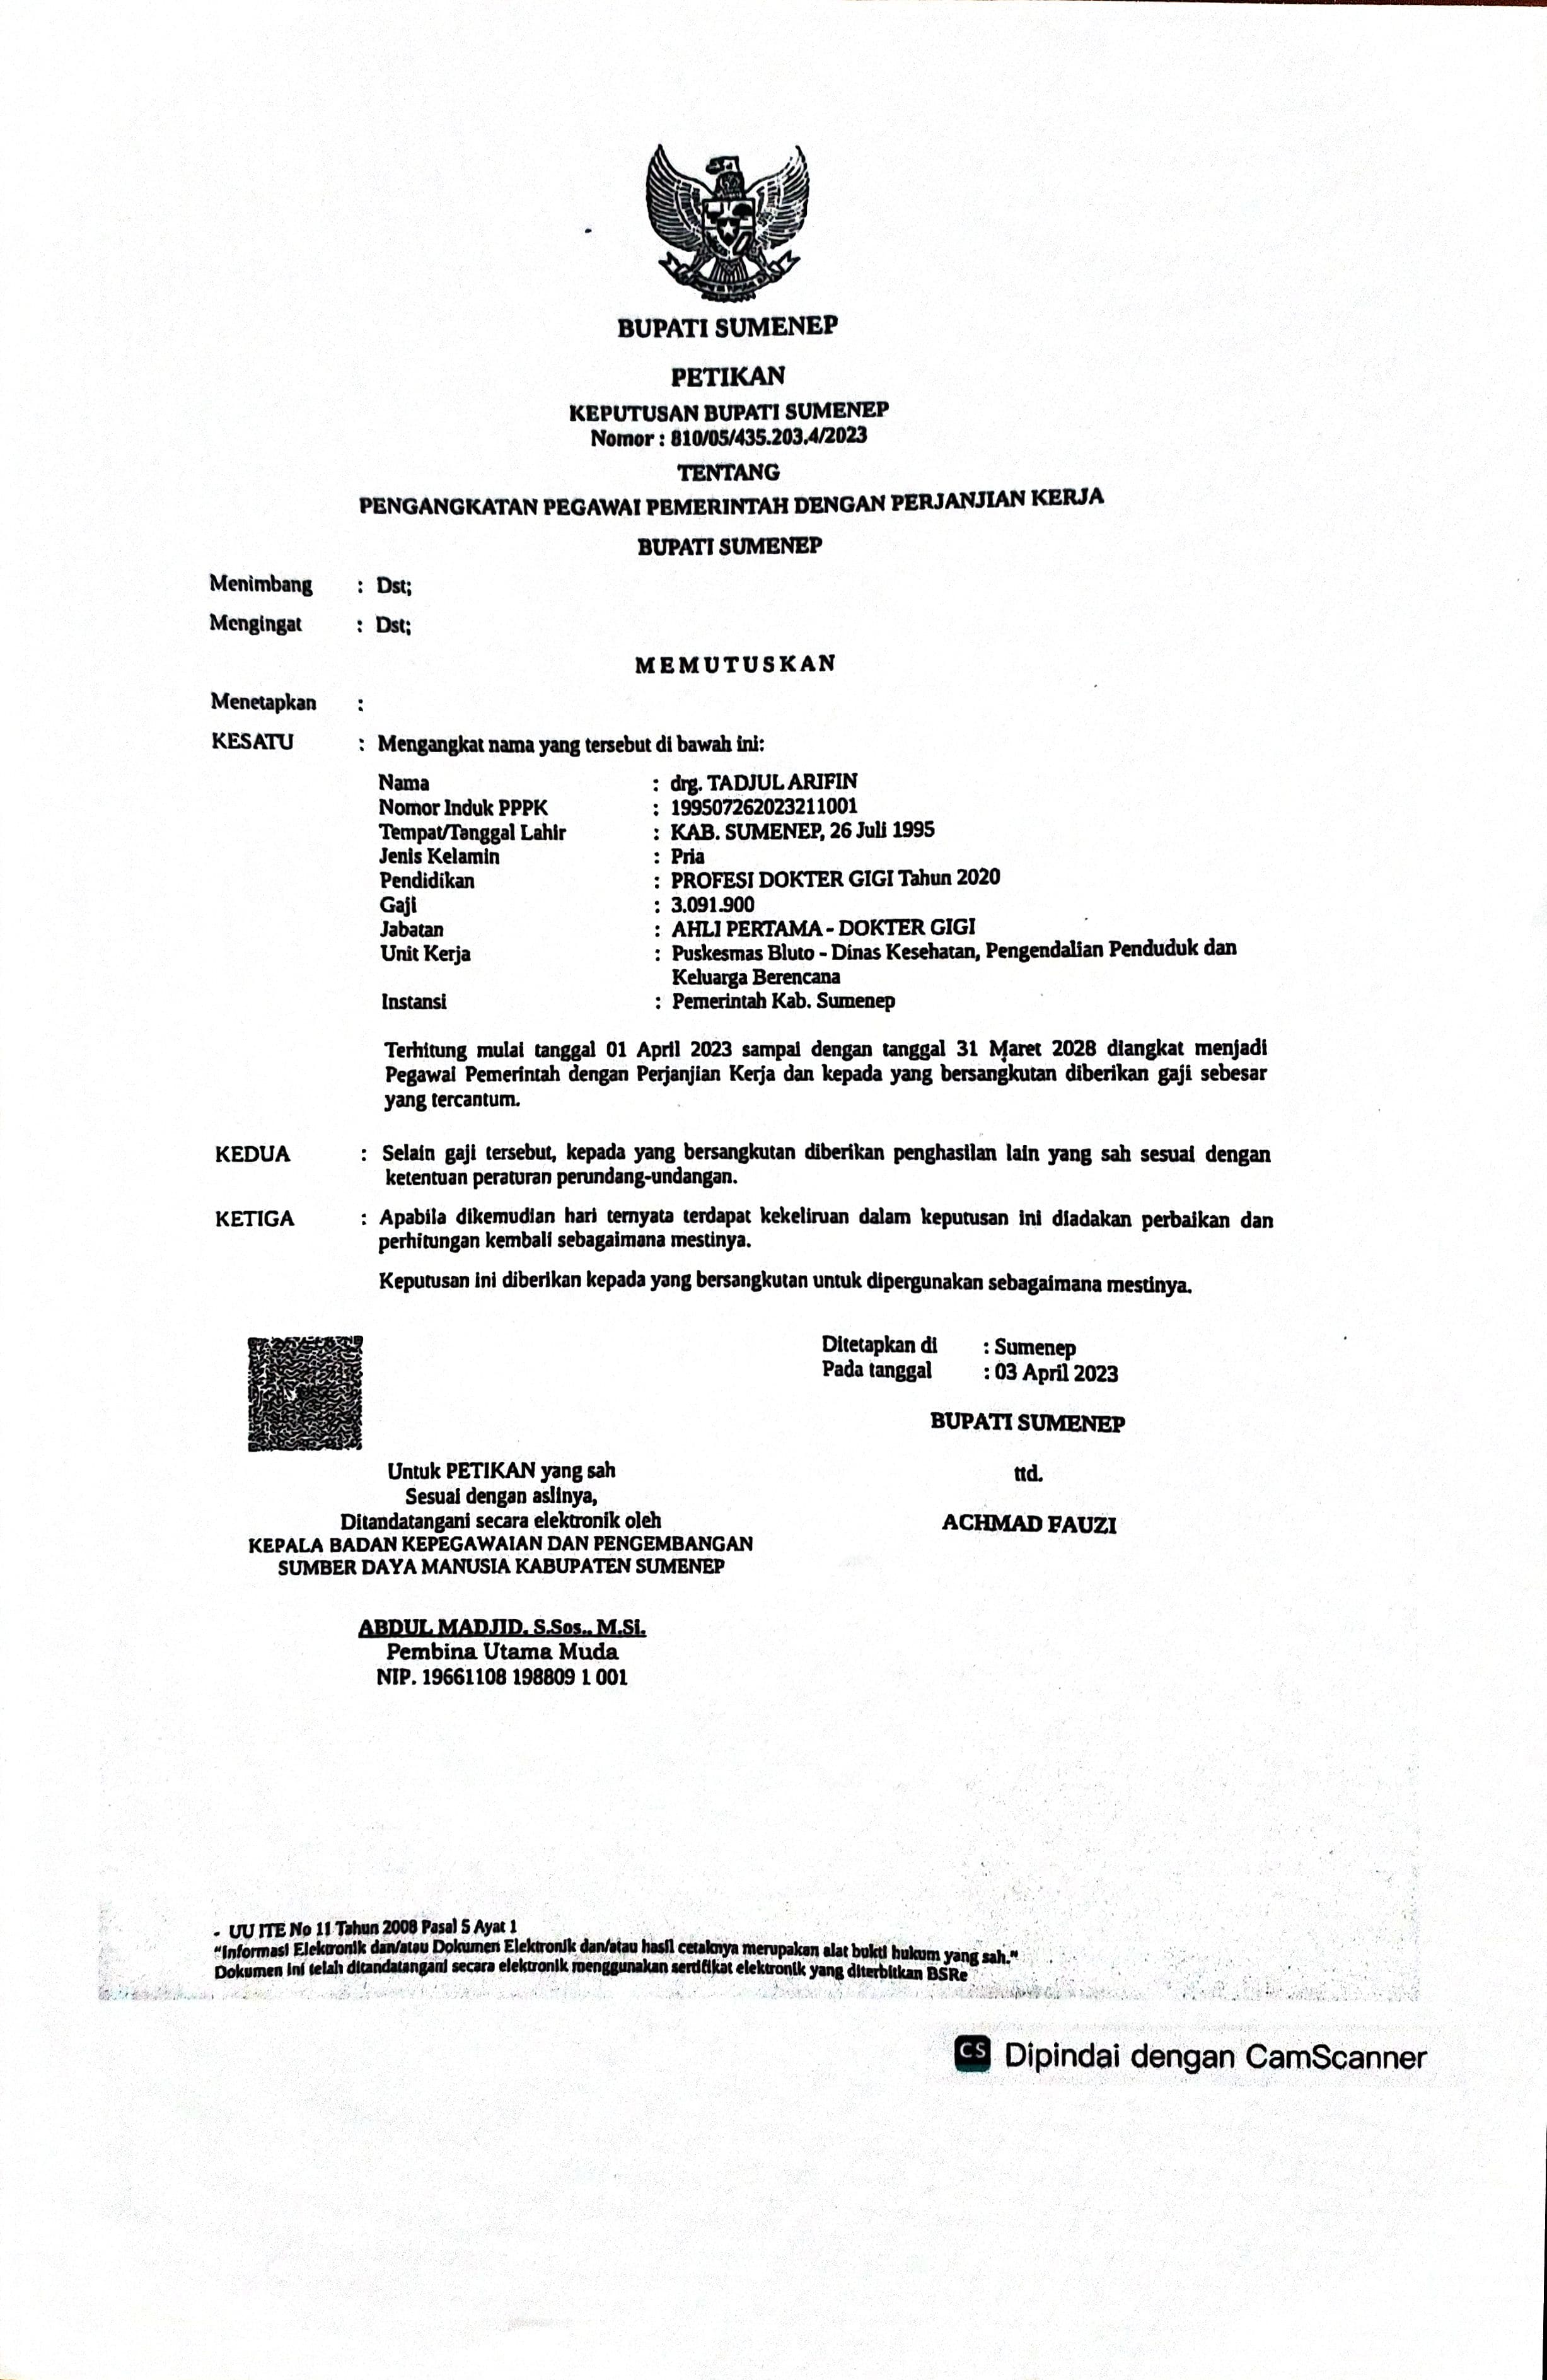 BUPATI SUMENEP
PETIKAN
KEPUTUSAN BUPATI SUMENEP
Nomor : 810/05/435.203.4/2023
TENTANG
PENGANGKATAN PEGAWAI PEMERINTAH DENGAN PERJANJIAN KERJA
BUPATI SUMENEP
Menimbang : Dst;
Mengingat : Dst;
MEMUTUSKAN
Menetapkan :
KESATU : Mengangkat nama yang tersebut di bawah ini:
Nama : drg. TADJUL ARIFIN
Nomor Induk PPPK : 199507262023211001
Tempat/Tanggal Lahir : KAB. SUMENEP, 26 Juli 1995
Jenis Kelamin : Pria
Pendidikan : PROFESI DOKTER GIGI Tahun 2020
Gaji : 3.091.900
Jabatan : AHLI PERTAMA - DOKTER GIGI
Unit Kerja : Puskesmas Bluto - Dinas Kesehatan, Pengendalian Penduduk dan
Keluarga Berencana
Instansi : Pemerintah Kab. Sumenep
Terhitung mulai tanggal 01 April 2023 sampai dengan tanggal 31 Maret 2028 diangkat menjadi
Pegawai Pemerintah dengan Perjanjian Kerja dan kepada yang bersangkutan diberikan gaji sebesar
yang tercantum.
KEDUA : Selain gaji tersebut, kepada yang bersangkutan diberikan penghasilan lain yang sah sesuai dengan
ketentuan peraturan perundang-undangan.
KETIGA : Apabila dikemudian hari ternyata terdapat kekeliruan dalam keputusan ini diadakan perbaikan dan
perhitungan kembali sebagaimana mestinya.
Keputusan ini diberikan kepada yang bersangkutan untuk dipergunakan sebagaimana mestinya.
Ditetapkan di : Sumenep
Pada tanggal : 03 April 2023
BUPATI SUMENEP
ttd.
ACHMAD FAUZI
Untuk PETIKAN yang sah
Sesuai dengan aslinya,
Ditandatangani secara elektronik oleh
KEPALA BADAN KEPEGAWAIAN DAN PENGEMBANGAN
SUMBER DAYA MANUSIA KABUPATEN SUMENEP
ABDUL MADJID, S.Sos., M.Si.
Pembina Utama Muda
NIP. 19661108 198809 1 001
- UU ITE No 11 Tahun 2008 Pasal 5 Ayat 1
"Informasi Elektronik dan/atau Dokumen Elektronik dan/atau hasil cetaknya merupakan alat bukti hukum yang sah."
Dokumen ini telah ditandatangani secara elektronik menggunakan sertifikat elektronik yang diterbitkan BSRe
CS Dipindai dengan CamScanner